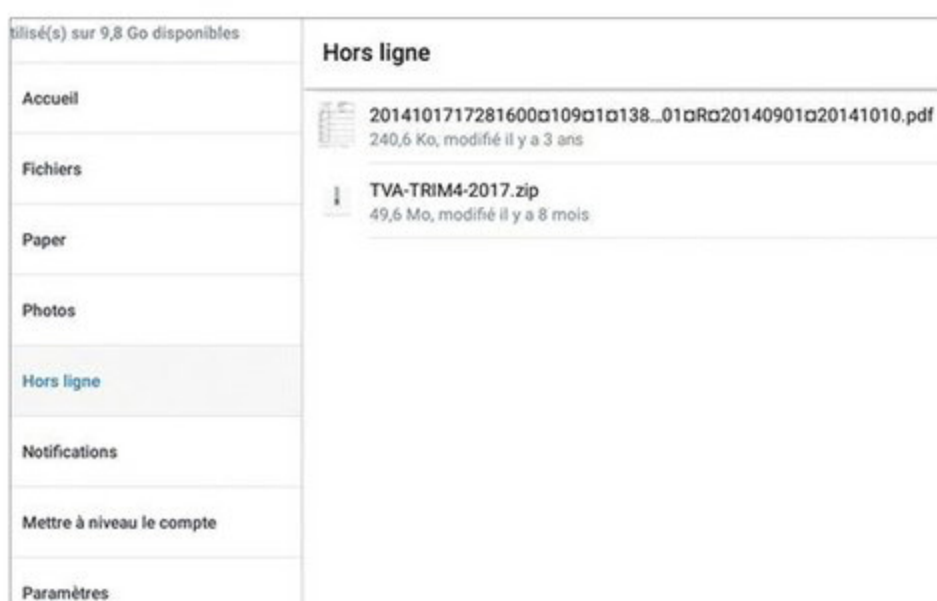 tilisé(s) sur 9,8 Go disponibles
Accueil
Fichiers
Paper
Photos
Hors ligne
Notifications
Mettre à niveau le compte
Paramètres
Hors ligne
2014101717281600¤109¤1¤138…01¤R¤20140901¤20141010.pdf
240,6 Ko, modifié il y a 3 ans
TVA-TRIM4-2017.zip
49,6 Mo, modifié il y a 8 mois